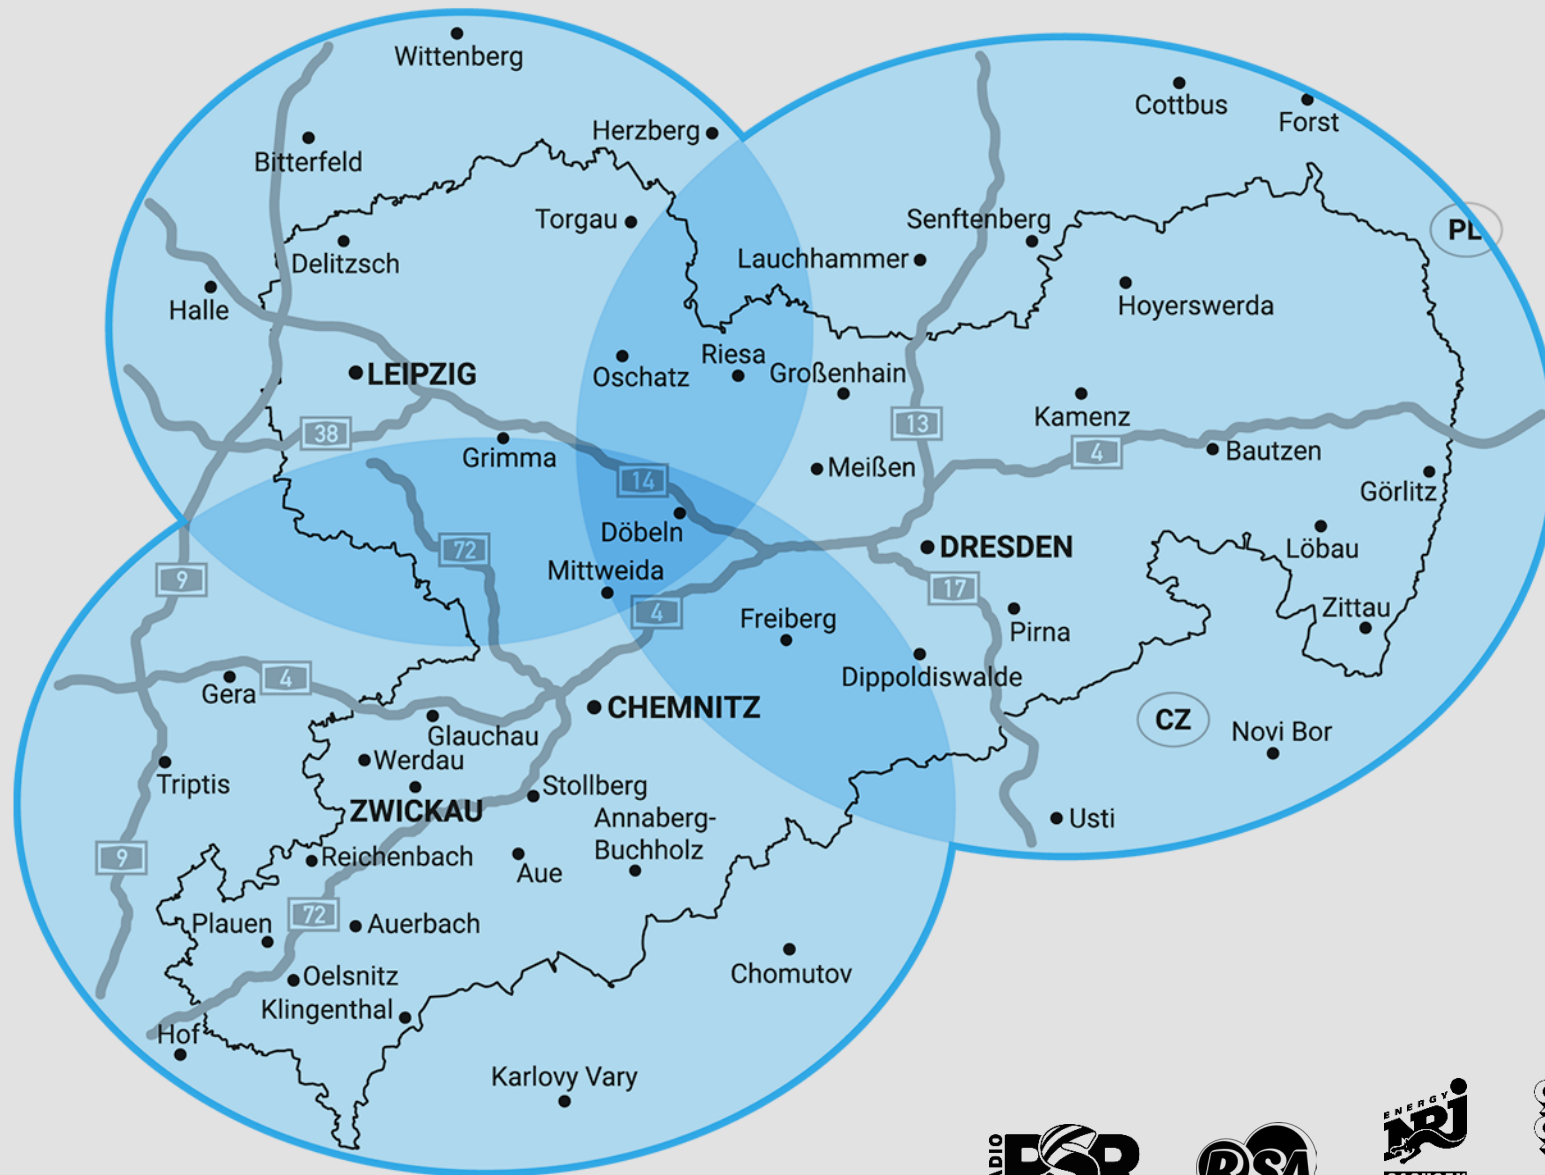 Wittenberg
Cottbus
Forst
Herzberg
Bitterfeld
Torgau
Senftenberg
PL
Delitzsch
Lauchhammer
Halle
Hoyerswerda
LEIPZIG
Oschatz
Riesa
Großenhain
Kamenz
13
38
Grimma
4
Bautzen
Meißen
14
Görlitz
Döbeln
72
DRESDEN
Löbau
Mittweida
9
17
4
Zittau
Freiberg
Pirna
Dippoldiswalde
Gera
4
CHEMNITZ
CZ
Glauchau
Novi Bor
Werdau
Triptis
Stollberg
ZWICKAU
Annaberg-
Buchholz
Usti
9
Reichenbach
Aue
72
Plauen
Auerbach
Oelsnitz
Chomutov
Klingenthal
Hof
Karlovy Vary
ENERGY
NRJ
RSA